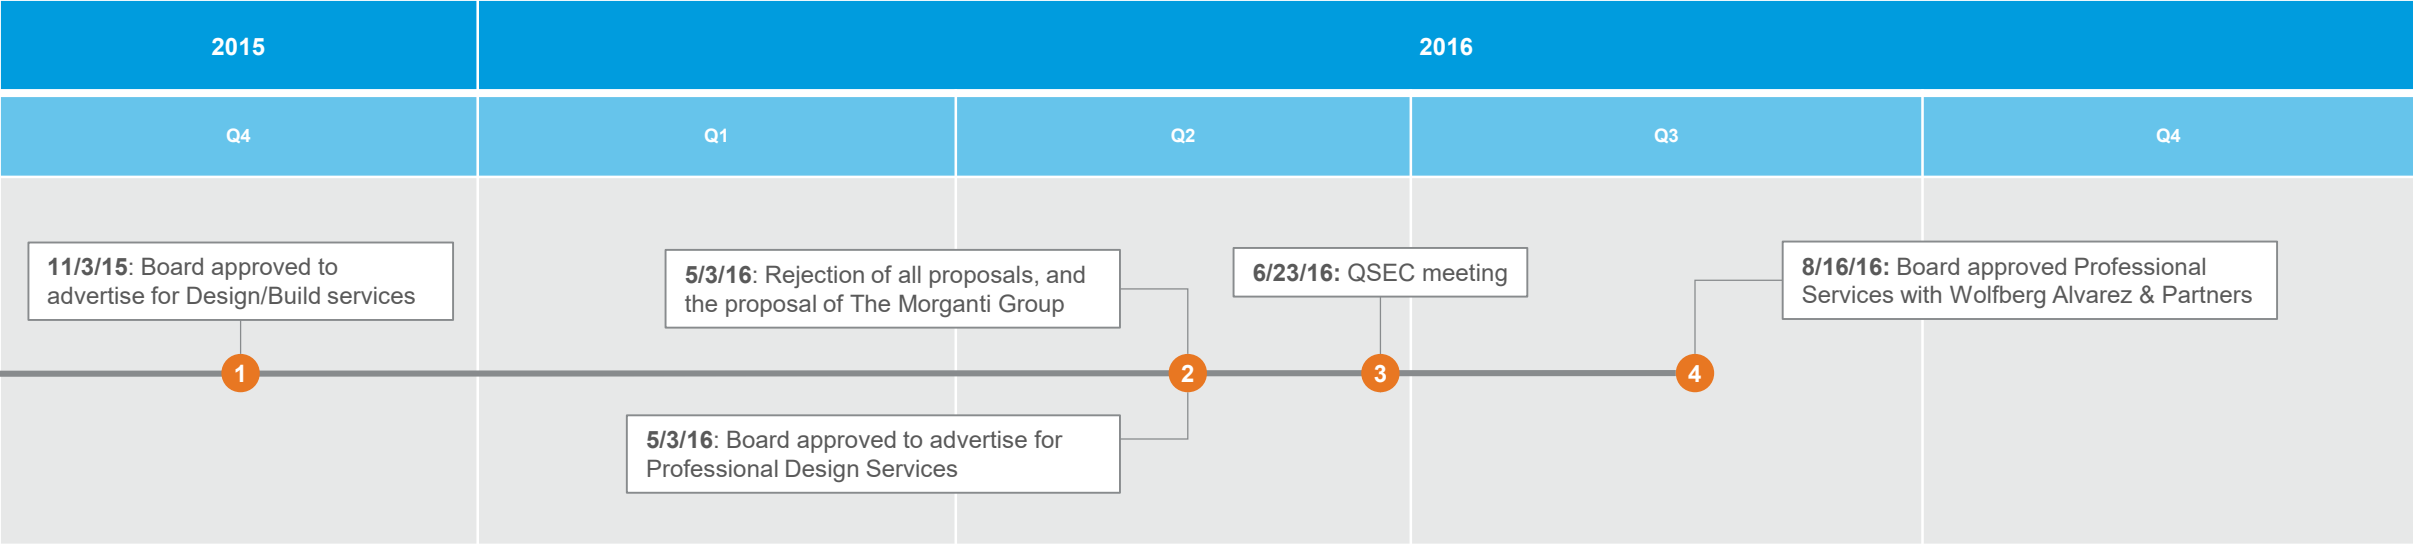 2015
2016
Q4
Q1
Q2
Q3
Q4
11/3/15: Board approved to
advertise for Design/Build services
5/3/16: Rejection of all proposals, and
the proposal of The Morganti Group
6/23/16: QSEC meeting
8/16/16: Board approved Professional
Services with Wolfberg Alvarez & Partners
1
2
3
4
5/3/16: Board approved to advertise for
Professional Design Services